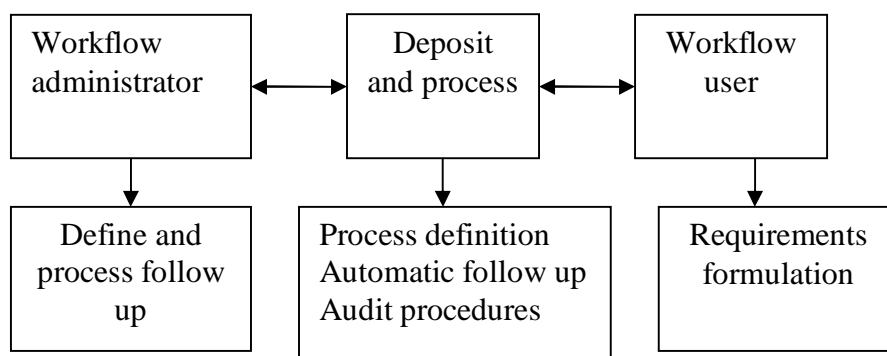 Workflow
administrator
Deposit
and process
Workflow
user
Define and
process follow
up
Process definition
Automatic follow up
Audit procedures
Requirements
formulation